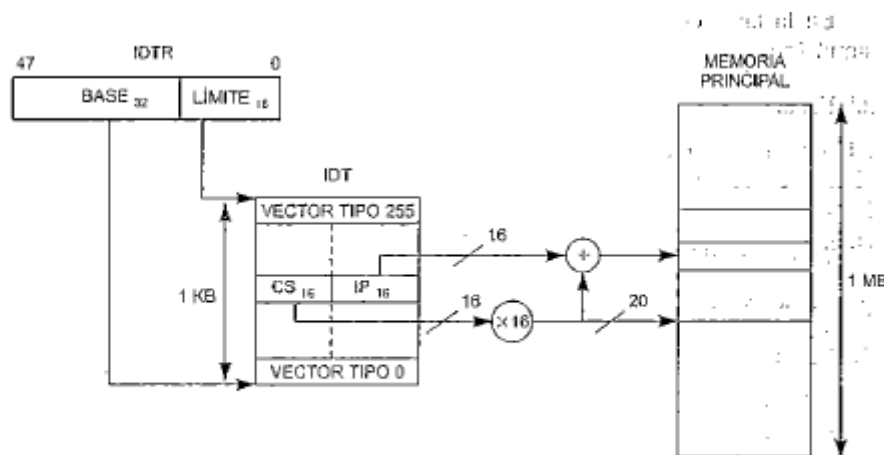 IDTR
47 0
BASE 32 LÍMITE 16
MEMORIA
PRINCIPAL
IDT
VECTOR TIPO 255
16
+
CS 16 I.P 16
1 KB
1 MB
16
×16
20
VECTOR TIPO 0